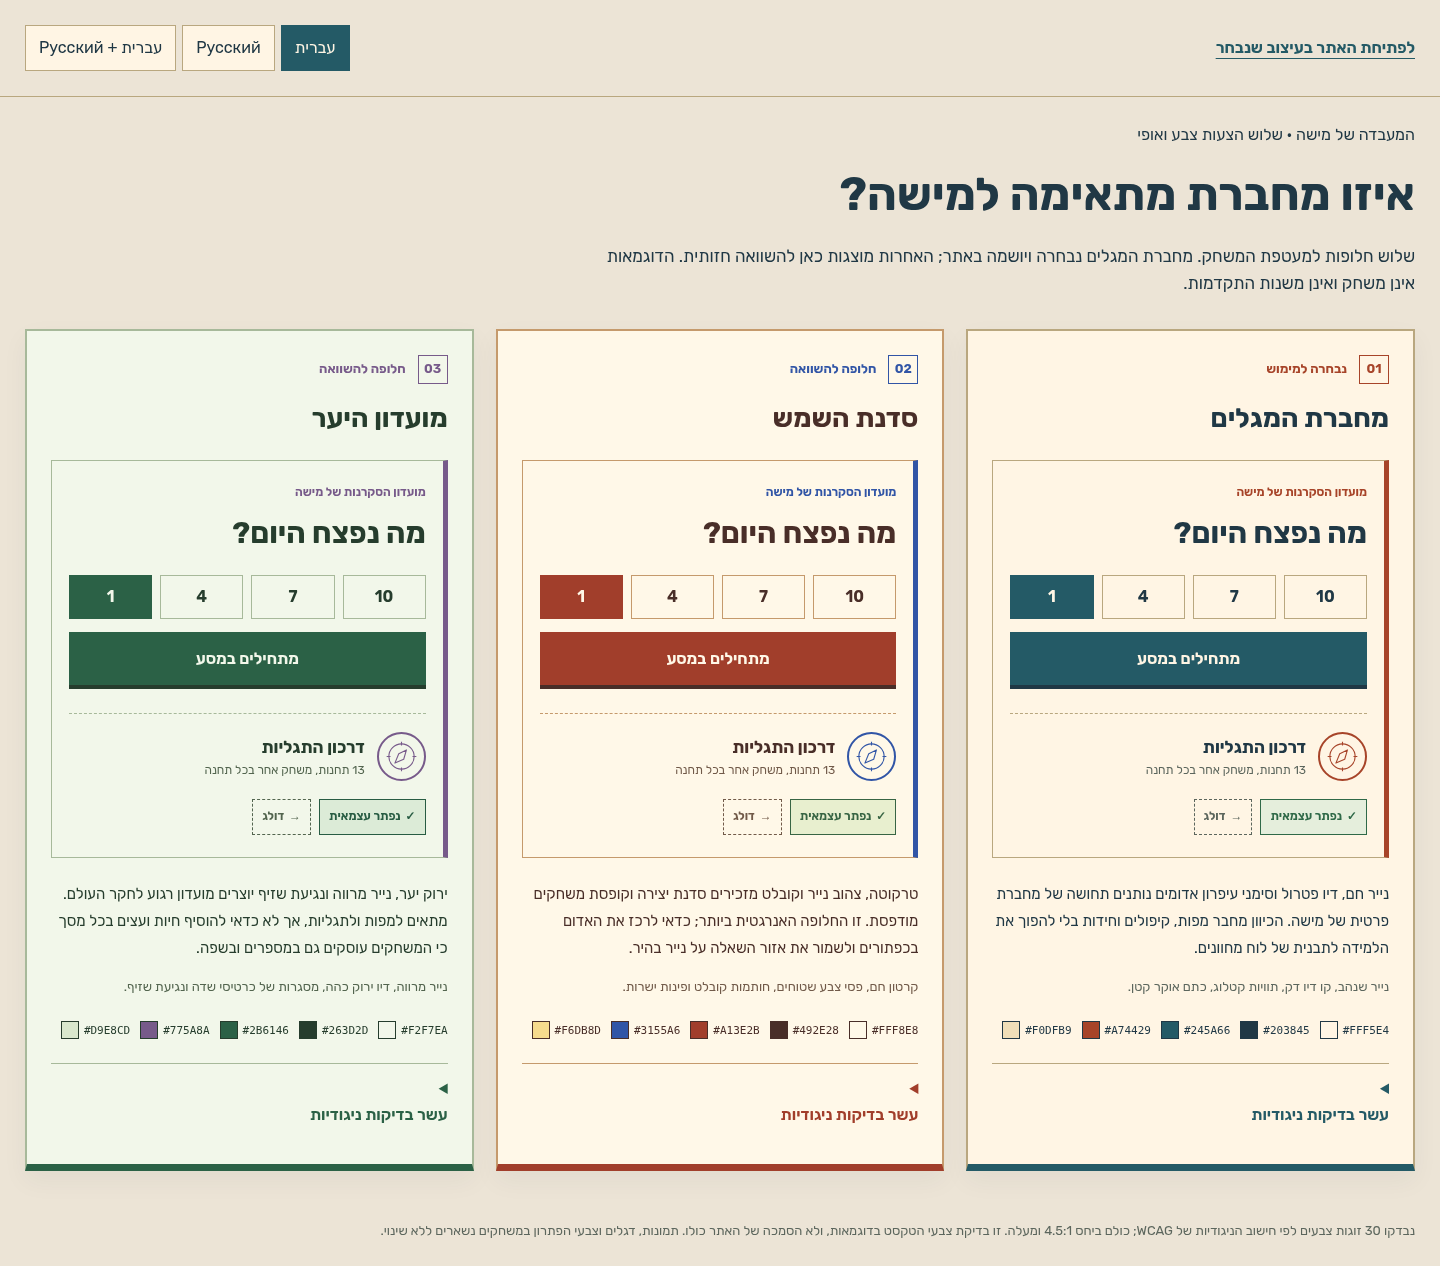 לפתיחת האתר בעיצוב שנבחר
עברית
Русский
עברית + Русский
המעבדה של מישה • שלוש הצעות צבע ואופי
איזו מחברת מתאימה למישה?
שלוש חלופות למעטפת המשחק. מחברת המגלים נבחרה ויושמה באתר; האחרות מוצגות כאן להשוואה חזותית. הדוגמאות
אינן משחק ואינן משנות התקדמות.
01 נבחרה למימוש
מחברת המגלים
מועדון הסקרנות של מישה
מה נפצח היום?
10 7 4 1
מתחילים במסע
דרכון התגליות
13 תחנות, משחק אחר בכל תחנה
✓ נפתר עצמאית
→ דולג
נייר חם, דיו פטרול וסימני עיפרון אדומים נותנים תחושה של מחברת
פרטית של מישה. הכיוון מחבר מפות, קיפולים וחידות בלי להפוך את
הלמידה לתבנית של לוח מחוונים.
נייר שנהב, קו דיו דק, תוויות קטלוג, כתם אוקר קטן.
#FFF5E4 #203845 #245A66 #A74429 #F0DFB9
◀
עשר בדיקות ניגודיות
02 חלופה להשוואה
סדנת השמש
מועדון הסקרנות של מישה
מה נפצח היום?
10 7 4 1
מתחילים במסע
דרכון התגליות
13 תחנות, משחק אחר בכל תחנה
✓ נפתר עצמאית
→ דולג
טרקוטה, צהוב נייר וקובלט מזכירים סדנת יצירה וקופסת משחקים
מודפסת. זו החלופה האנרגטית ביותר; כדאי לרכז את האדום
בכפתורים ולשמור את אזור השאלה על נייר בהיר.
קרטון חם, פסי צבע שטוחים, חותמות קובלט ופינות ישרות.
#FFF8E8 #492E28 #A13E2B #3155A6 #F6DB8D
◀
עשר בדיקות ניגודיות
03 חלופה להשוואה
מועדון היער
מועדון הסקרנות של מישה
מה נפצח היום?
10 7 4 1
מתחילים במסע
דרכון התגליות
13 תחנות, משחק אחר בכל תחנה
✓ נפתר עצמאית
→ דולג
ירוק יער, נייר מרווה ונגיעת שזיף יוצרים מועדון רגוע לחקר העולם.
מתאים למפות ולתגליות, אך לא כדאי להוסיף חיות ועצים בכל מסך
כי המשחקים עוסקים גם במספרים ובשפה.
נייר מרווה, דיו ירוק כהה, מסגרות של כרטיסי שדה ונגיעת שזיף.
#F2F7EA #263D2D #2B6146 #775A8A #D9E8CD
◀
עשר בדיקות ניגודיות
נבדקו 30 זוגות צבעים לפי חישוב הניגודיות של WCAG; כולם ביחס 4.5:1 ומעלה. זו בדיקת צבעי הטקסט בדוגמאות, ולא הסמכה של האתר כולו. תמונות, דגלים וצבעי הפתרון במשחקים נשארים ללא שינוי.